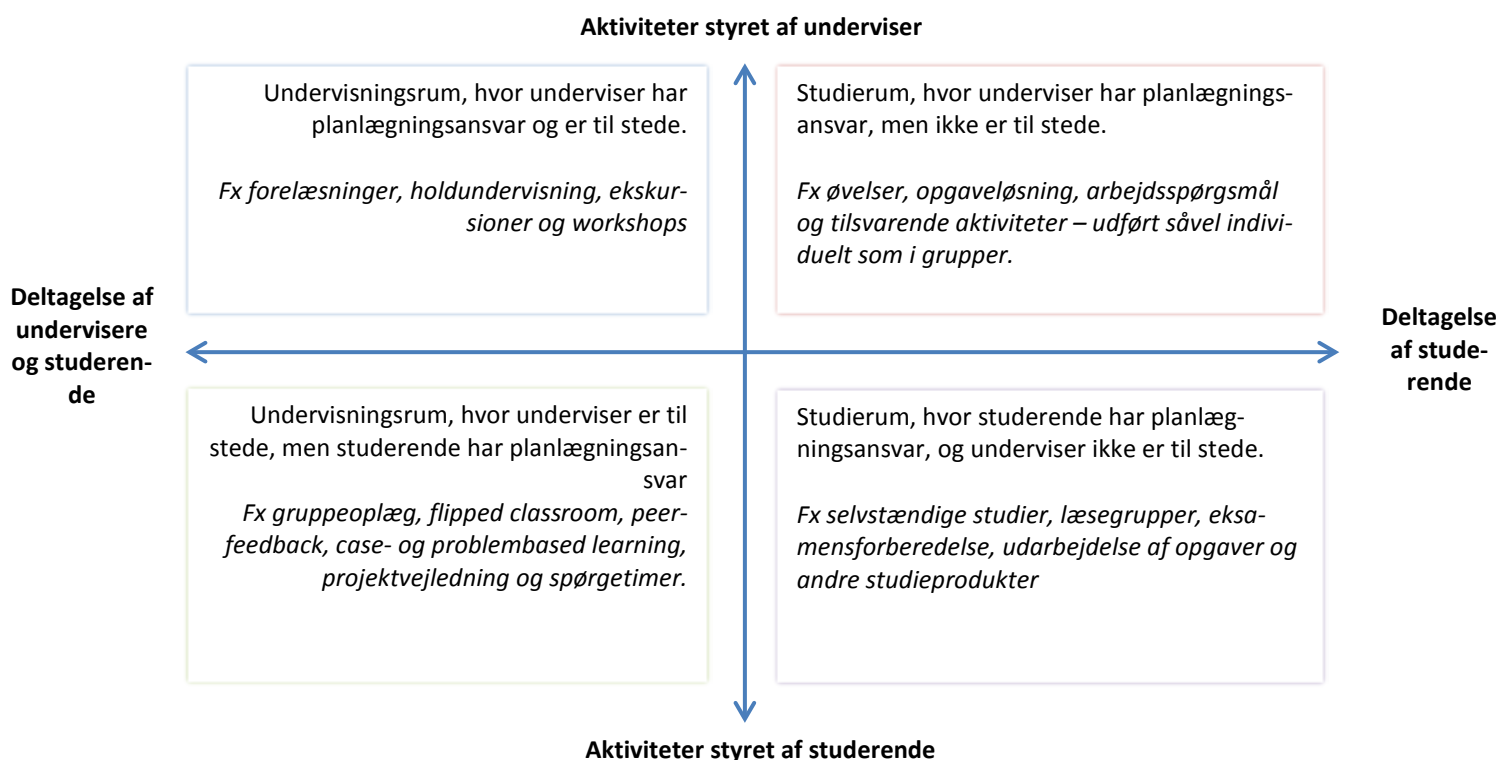 Aktiviteter styret af underviser
Undervisningsrum, hvor underviser har
planlægningsansvar og er til stede.
Fx forelæsninger, holdundervisning, ekskur-
sioner og workshops
Studierum, hvor underviser har planlægnings-
ansvar, men ikke er til stede.
Fx øvelser, opgaveløsning, arbejdsspørgsmål
og tilsvarende aktiviteter – udført såvel indivi-
duelt som i grupper.
Deltagelse af
undervisere
og studeren-
de
Deltagelse
af stude-
rende
Undervisningsrum, hvor underviser er til
stede, men studerende har planlægningsan-
svar
Fx gruppeoplæg, flipped classroom, peer-
feedback, case- og problembased learning,
projektvejledning og spørgetimer.
Studierum, hvor studerende har planlæg-
ningsansvar, og underviser ikke er til stede.
Fx selvstændige studier, læsegrupper, eksa-
mensforberedelse, udarbejdelse af opgaver og
andre studieprodukter
Aktiviteter styret af studerende